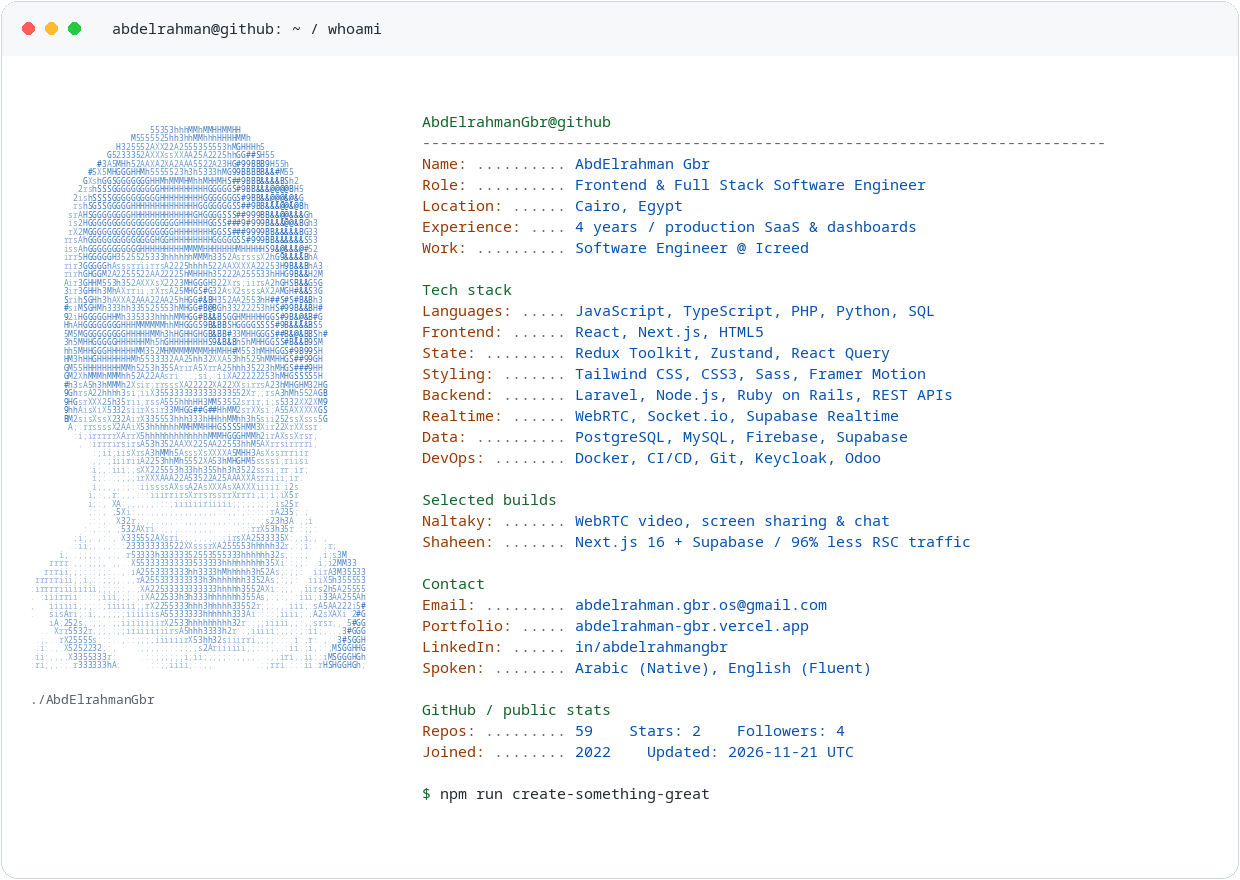 abdelrahman@github: ~ / whoami
AbdElrahmanGbr@github
----------------------------------------------------------------------------
Name: .......... AbdElrahman Gbr
Role: .......... Frontend & Full Stack Software Engineer
Location: ...... Cairo, Egypt
Experience: .... 4 years / production SaaS & dashboards
Work: .......... Software Engineer @ Icreed
Tech stack
Languages: ..... JavaScript, TypeScript, PHP, Python, SQL
Frontend: ...... React, Next.js, HTML5
State: ......... Redux Toolkit, Zustand, React Query
Styling: ....... Tailwind CSS, CSS3, Sass, Framer Motion
Backend: ....... Laravel, Node.js, Ruby on Rails, REST APIs
Realtime: ...... WebRTC, Socket.io, Supabase Realtime
Data: .......... PostgreSQL, MySQL, Firebase, Supabase
DevOps: ........ Docker, CI/CD, Git, Keycloak, Odoo
Selected builds
Naltaky: ....... WebRTC video, screen sharing & chat
Shaheen: ....... Next.js 16 + Supabase / 96% less RSC traffic
Contact
Email: ......... abdelrahman.gbr.os@gmail.com
Portfolio: ..... abdelrahman-gbr.vercel.app
LinkedIn: ...... in/abdelrahmangbr
Spoken: ........ Arabic (Native), English (Fluent)
GitHub / public stats
Repos: ......... 59 Stars: 2 Followers: 4
Joined: ........ 2022 Updated: 2026-11-21 UTC
$ npm run create-something-great
./AbdElrahmanGbr